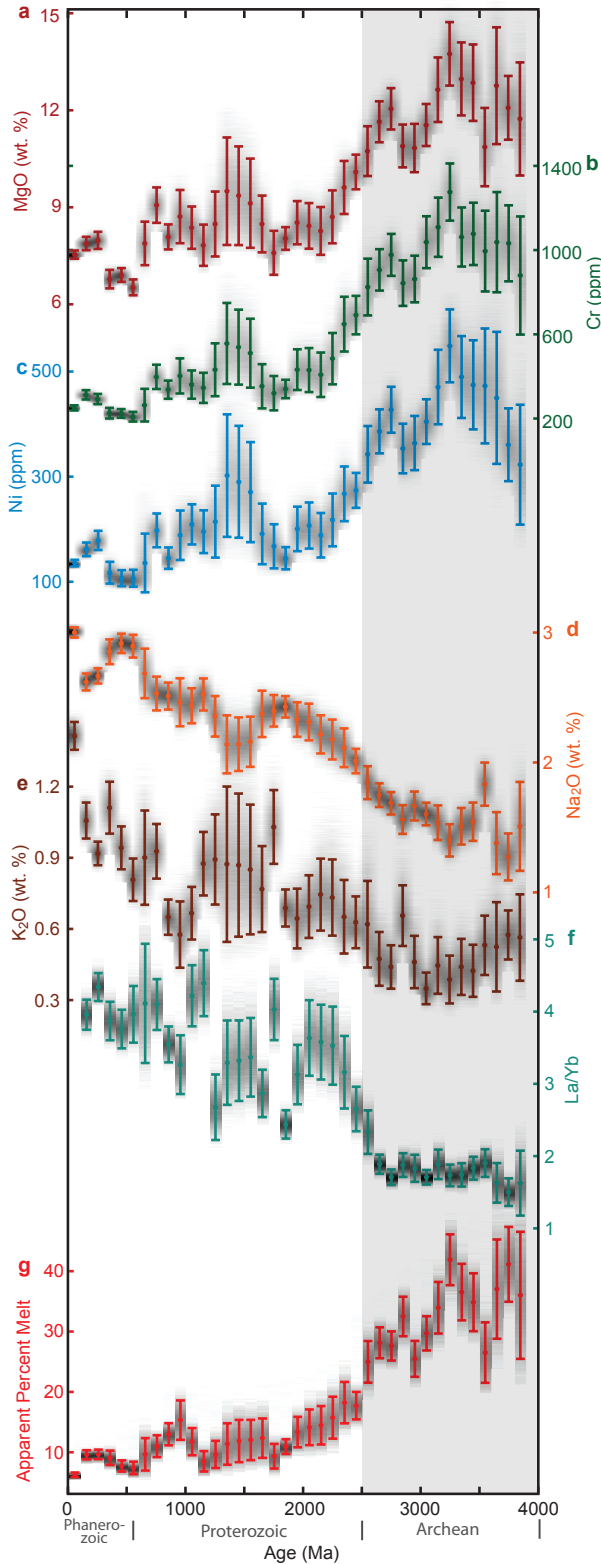 a
15
12
9
6
MgO (wt. %)
b
1400
1000
600
200
Cr (ppm)
c
500
300
100
Ni (ppm)
d
3
2
1
Na₂O (wt. %)
e
1.2
0.9
0.6
0.3
K₂O (wt. %)
f
5
4
3
2
1
La/Yb
g
40
30
20
10
Apparent Percent Melt
0 1000 2000 3000 4000
Phanero-
zoic | Proterozoic | Archean |
Age (Ma)